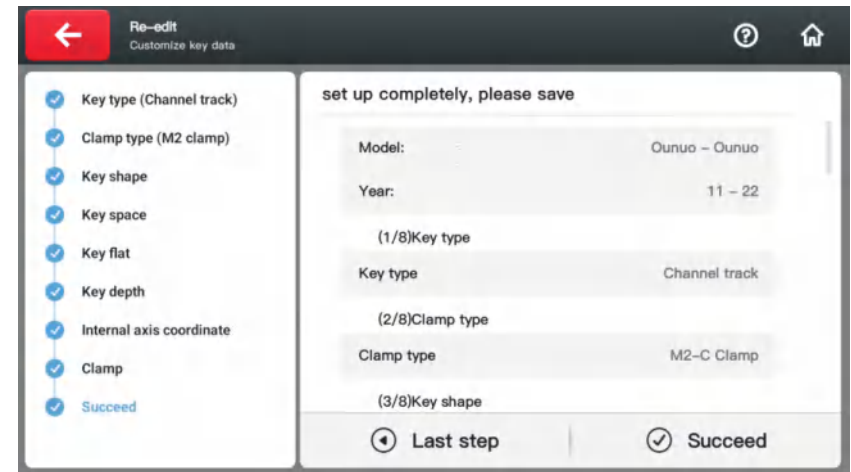 Re-edit
Customize key data
Key type (Channel track)
Clamp type (M2 clamp)
Key shape
Key space
Key flat
Key depth
Internal axis coordinate
Clamp
Succeed
set up completely, please save
Model: Ounuo - Ounuo
Year: 11 - 22
(1/8)Key type
Key type Channel track
(2/8)Clamp type
Clamp type M2-C Clamp
(3/8)Key shape
Last step Succeed